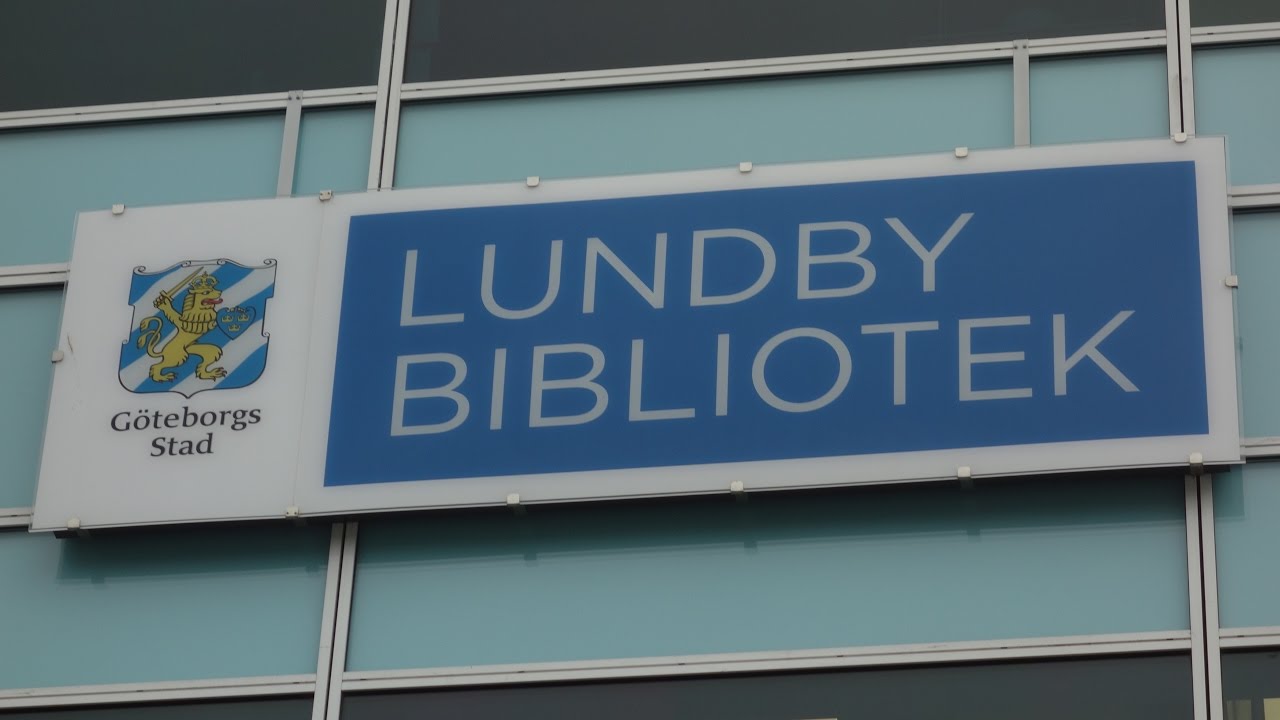 Göteborgs
Stad
LUNDBY
BIBLIOTEK